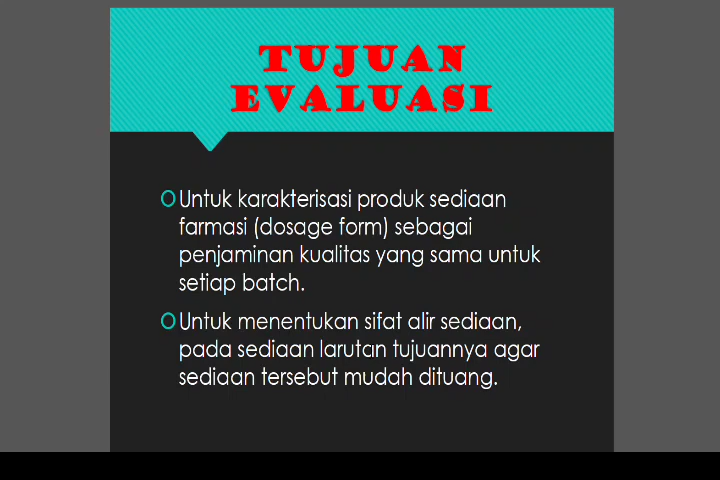 TUJUAN
EVALUASI
Untuk karakterisasi produk sediaan
farmasi (dosage form) sebagai
penjaminan kualitas yang sama untuk
setiap batch.
Untuk menentukan sifat alir sediaan,
pada sediaan larutan tujuannya agar
sediaan tersebut mudah dituang.